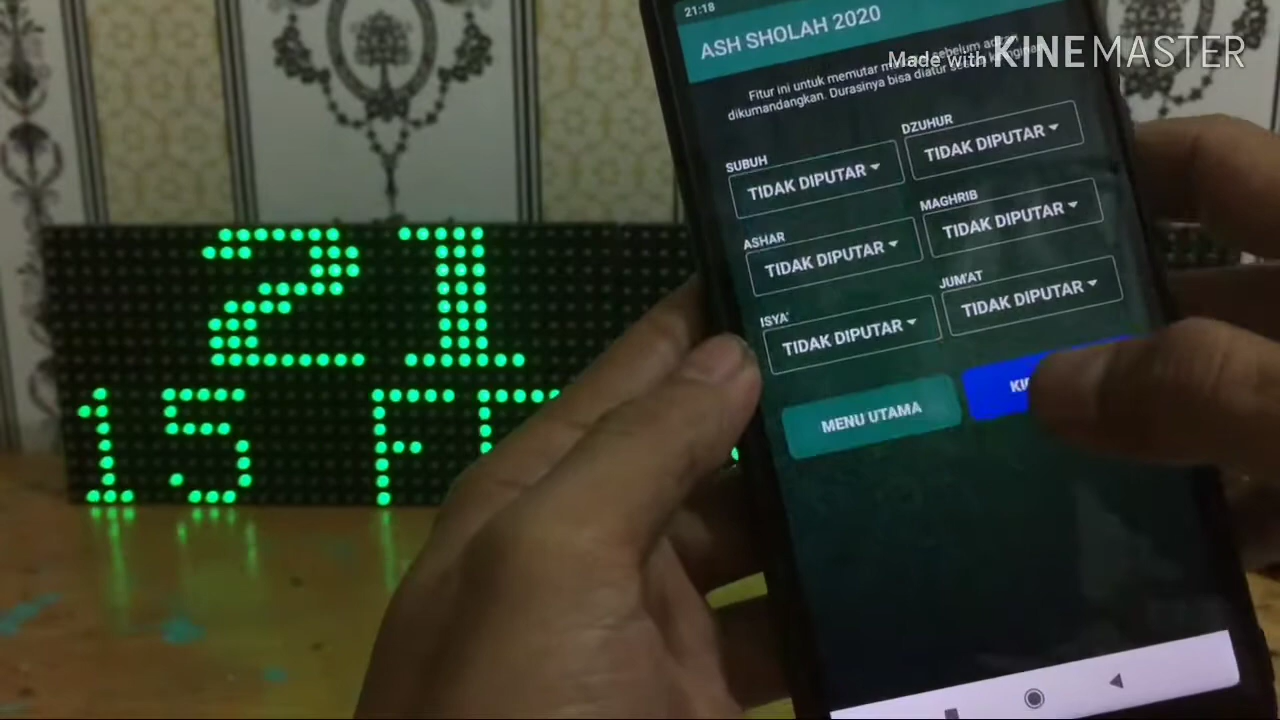 21:18
ASH SHOLAH 2020
Made with KINEMASTER
Fitur ini untuk memutar sebelum
dikumandangkan. Durasinya bisa diatur
SUBUH
TIDAK DIPUTAR
DZUHUR
TIDAK DIPUTAR
ASHAR
TIDAK DIPUTAR
MAGHRIB
TIDAK DIPUTAR
ISYA'
TIDAK DIPUTAR
JUM'AT
TIDAK DIPUTAR
MENU UTAMA
21
15